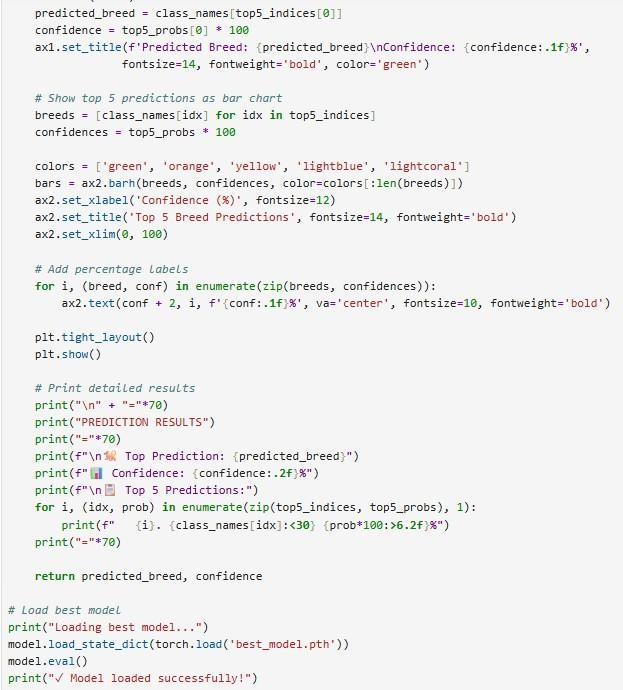 predicted_breed = class_names[top5_indices[0]]
confidence = top5_probs[0] * 100
ax1.set_title(f'Predicted Breed: {predicted_breed}\nConfidence: {confidence:.1f}%',
fontsize=14, fontweight='bold', color='green')
# Show top 5 predictions as bar chart
breeds = [class_names[idx] for idx in top5_indices]
confidences = top5_probs * 100
colors = ['green', 'orange', 'yellow', 'lightblue', 'lightcoral']
bars = ax2.barh(breeds, confidences, color=colors[:len(breeds)])
ax2.set_xlabel('Confidence (%)', fontsize=12)
ax2.set_title('Top 5 Breed Predictions', fontsize=14, fontweight='bold')
ax2.set_xlim(0, 100)
# Add percentage labels
for i, (breed, conf) in enumerate(zip(breeds, confidences)):
ax2.text(conf + 2, i, f'{conf:.1f}%', va='center', fontsize=10, fontweight='bold')
plt.tight_layout()
plt.show()
# Print detailed results
print("\n" + "="*70)
print("PREDICTION RESULTS")
print("="*70)
print(f"\n🐕 Top Prediction: {predicted_breed}")
print(f"📊 Confidence: {confidence:.2f}%")
print(f"\n📋 Top 5 Predictions:")
for i, (idx, prob) in enumerate(zip(top5_indices, top5_probs), 1):
print(f"   {i}. {class_names[idx]:<30} {prob*100:>6.2f}%")
print("="*70)
return predicted_breed, confidence
# Load best model
print("Loading best model...")
model.load_state_dict(torch.load('best_model.pth'))
model.eval()
print("✓ Model loaded successfully!")